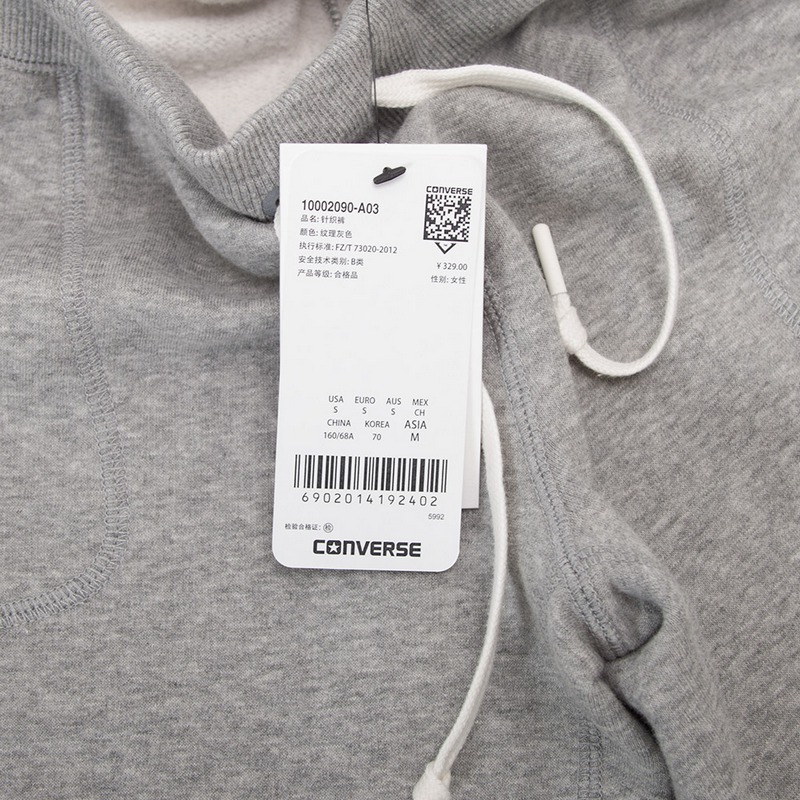 10002090-A03
品名: 针织裤
颜色: 纹理灰色
执行标准: FZ/T 73020-2012
安全技术类别: B类
产品等级: 合格品
CONVERSE
¥ 329.00
性别: 女性
USA EURO AUS MEX
S S S CH
CHINA KOREA ASIA
160/68A 70 M
6902014192402
5992
检验合格证: 检
CONVERSE